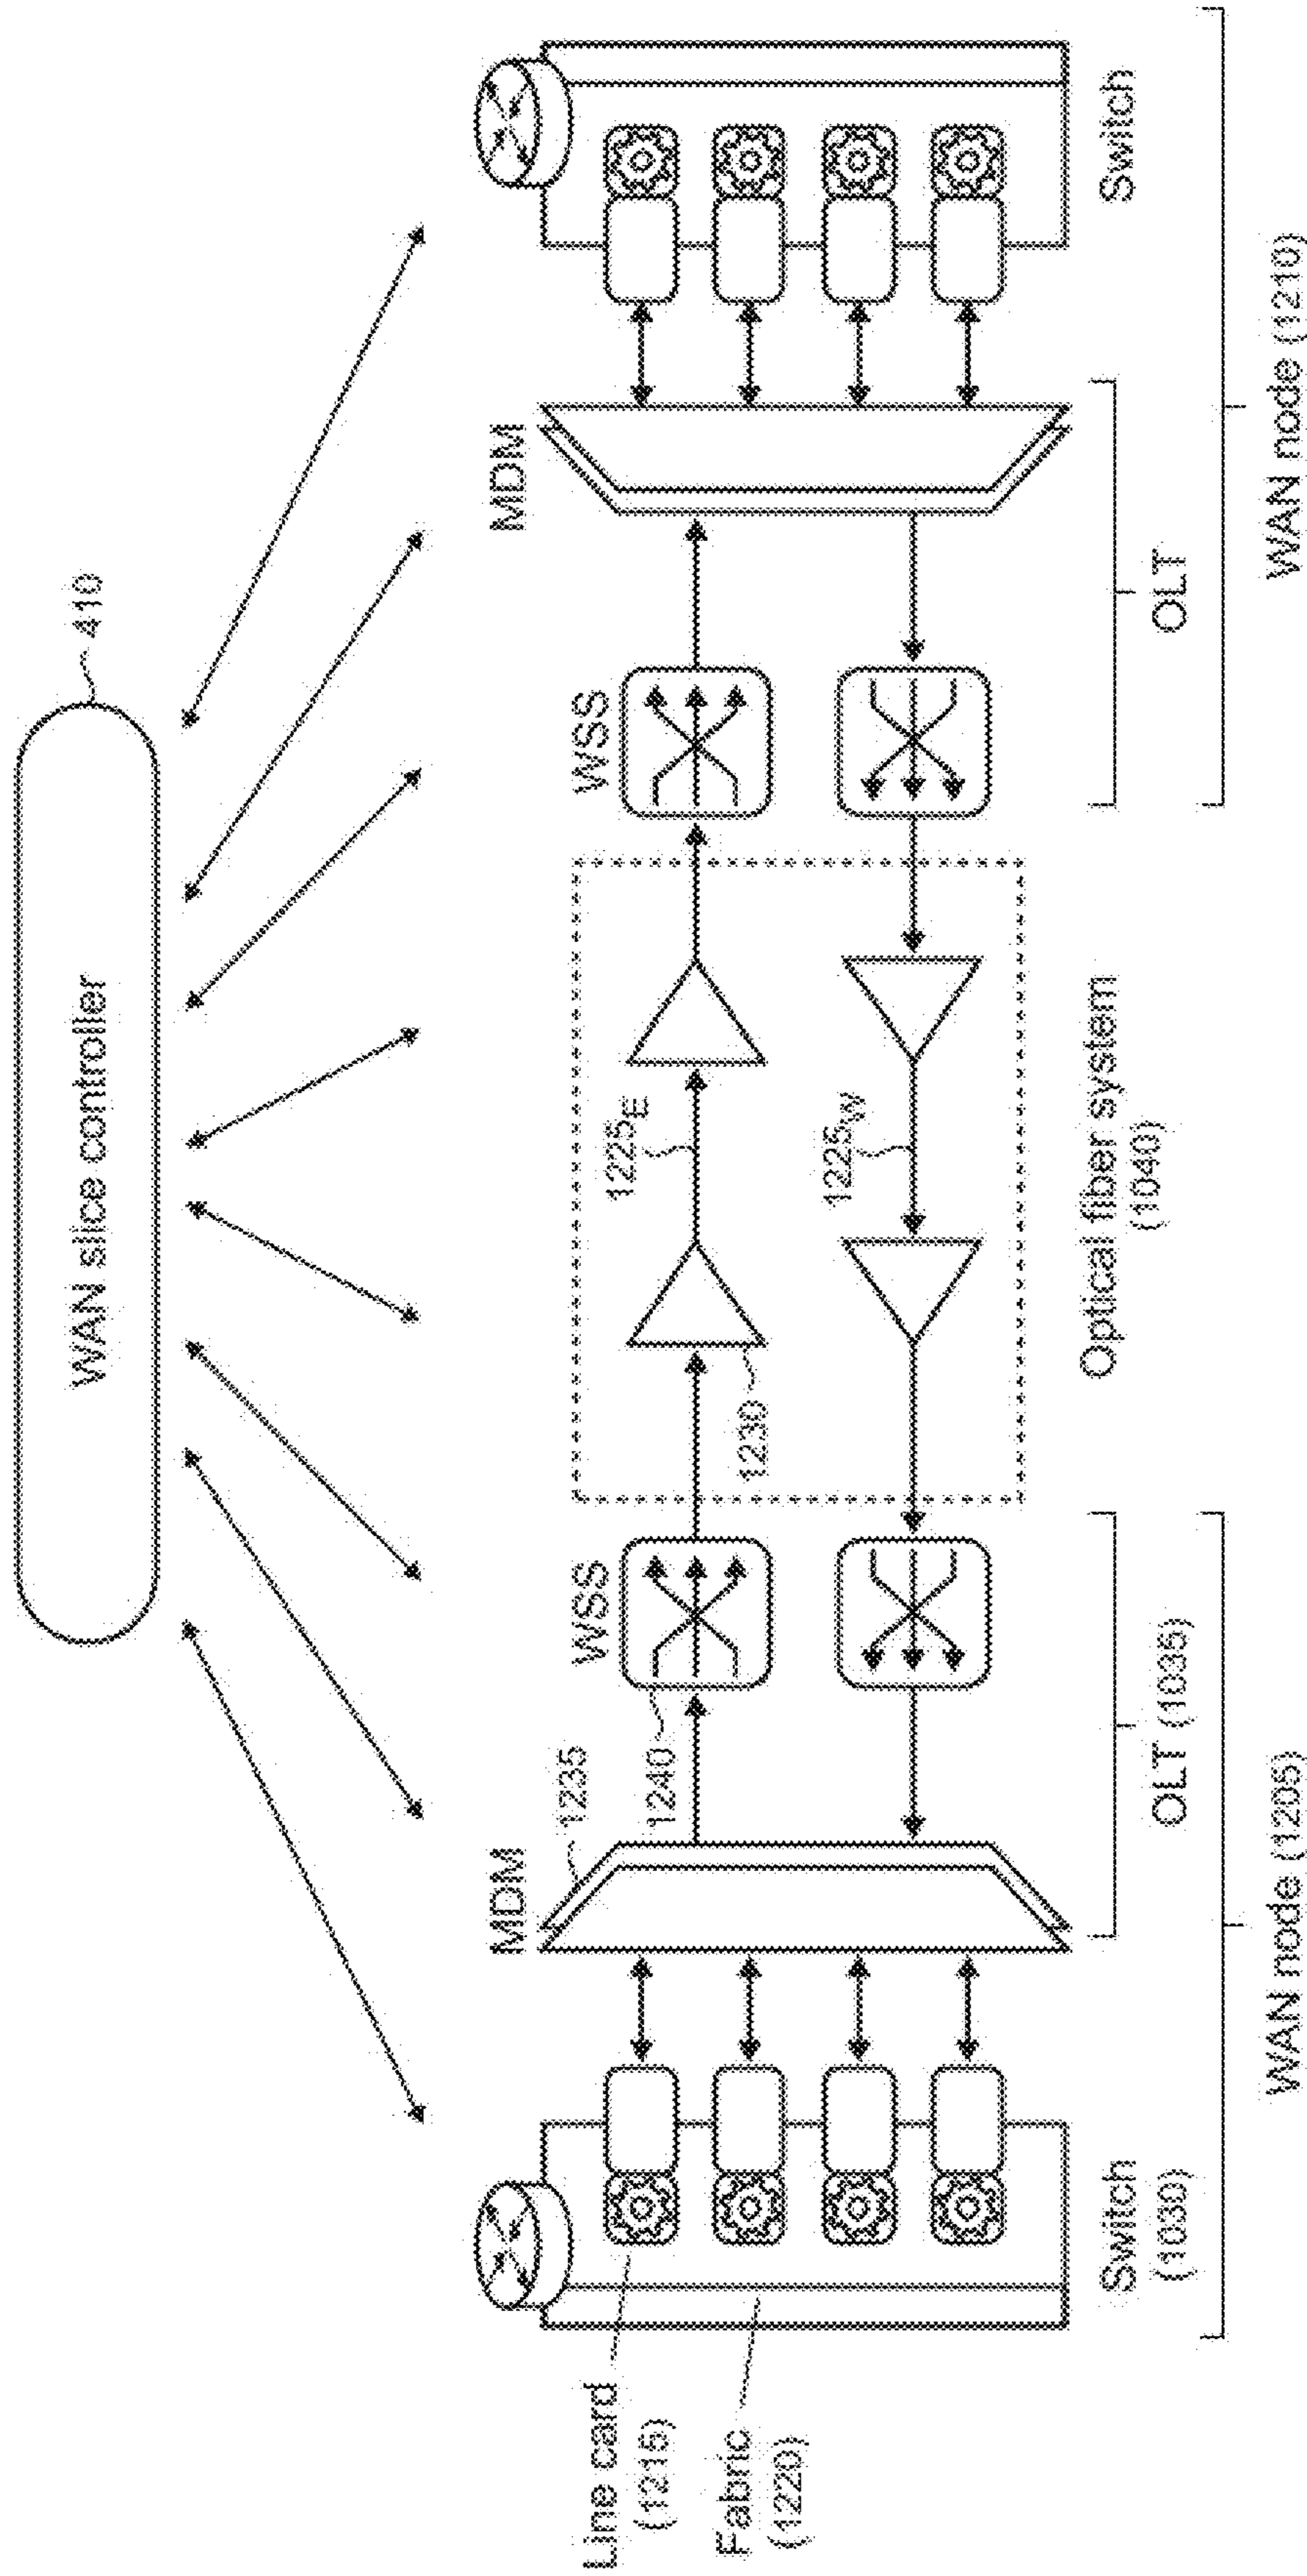 WAN slice controller
410
MDM
1235
WSS
1240
1230
1225E
1225W
WSS
MDM
Line card
(1215)
Fabric
(1220)
Switch
(1030)
OLT (1035)
WAN node (1205)
Optical fiber system
(1040)
OLT
Switch
WAN node (1210)